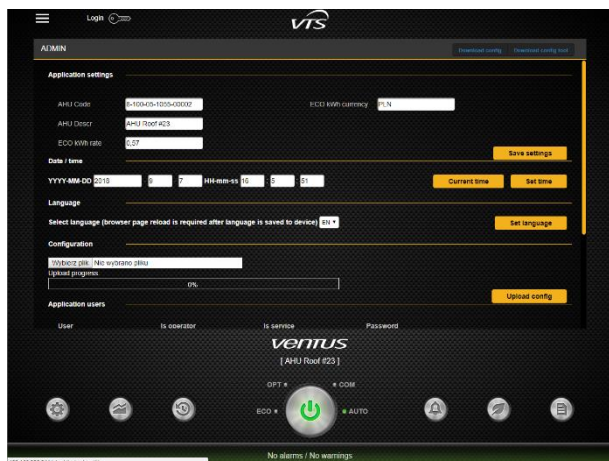 Login
VTS
ADMIN
Download config Download config tool
Application settings
AHU Code 8-100-05-1055-00002 ECO kWh currency PLN
AHU Descr AHU Roof #23
ECO kWh rate 0,57
Save settings
Date / time
YYYY-MM-DD 2018 9 7 HH-mm-ss 16 5 51 Current time Set time
Language
Select language (browser page reload is required after language is saved to device) EN
Set language
Configuration
Wybierz plik Nie wybrano pliku
Upload progress
0%
Upload config
Application users
User Is operator Is service Password
ventus
[ AHU Roof #23 ]
OPT COM
ECO AUTO
No alarms / No warnings